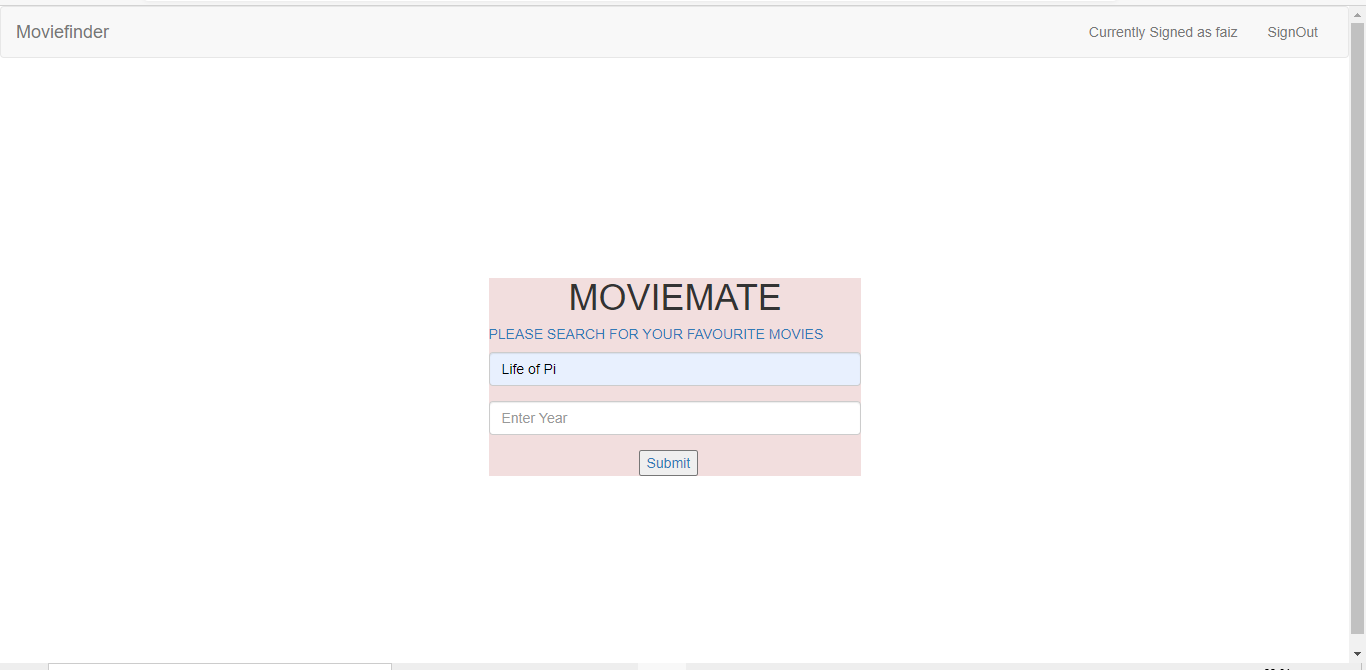 Moviefinder Currently Signed as faiz SignOut
MOVIEMATE
PLEASE SEARCH FOR YOUR FAVOURITE MOVIES
Life of Pi
Enter Year
Submit